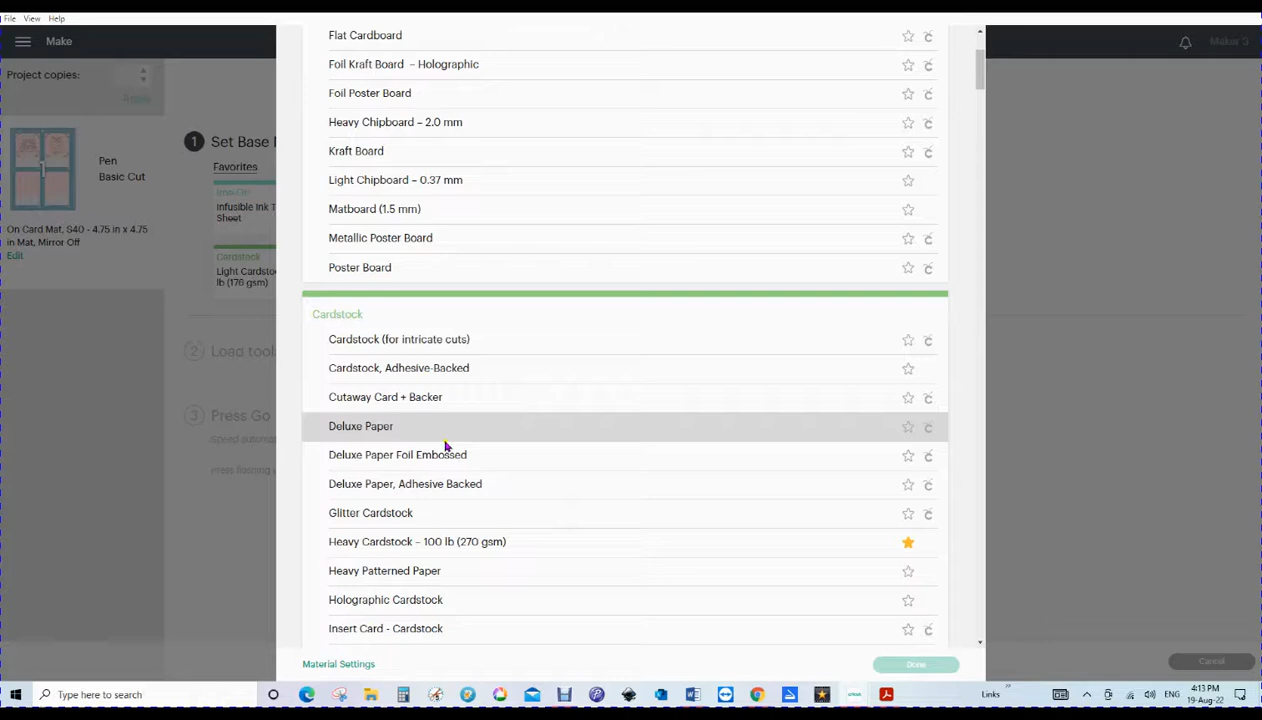 File View Help
Make
Maker 3
Project copies:
Apply
Pen
Basic Cut
On Card Mat, S40 - 4.75 in x 4.75
in Mat, Mirror Off
Edit
1 Set Base
Favorites
Infusible Ink T
Sheet
Cardstock
Light Cardsto
lb (176 gsm)
2 Load tool
3 Press Go
Flat Cardboard
Foil Kraft Board – Holographic
Foil Poster Board
Heavy Chipboard – 2.0 mm
Kraft Board
Light Chipboard – 0.37 mm
Matboard (1.5 mm)
Metallic Poster Board
Poster Board
Cardstock
Cardstock (for intricate cuts)
Cardstock, Adhesive-Backed
Cutaway Card + Backer
Deluxe Paper
Deluxe Paper Foil Embossed
Deluxe Paper, Adhesive Backed
Glitter Cardstock
Heavy Cardstock – 100 lb (270 gsm)
Heavy Patterned Paper
Holographic Cardstock
Insert Card - Cardstock
Material Settings
Done
Cancel
Type here to search
Links
ENG
4:13 PM
19-Aug-22